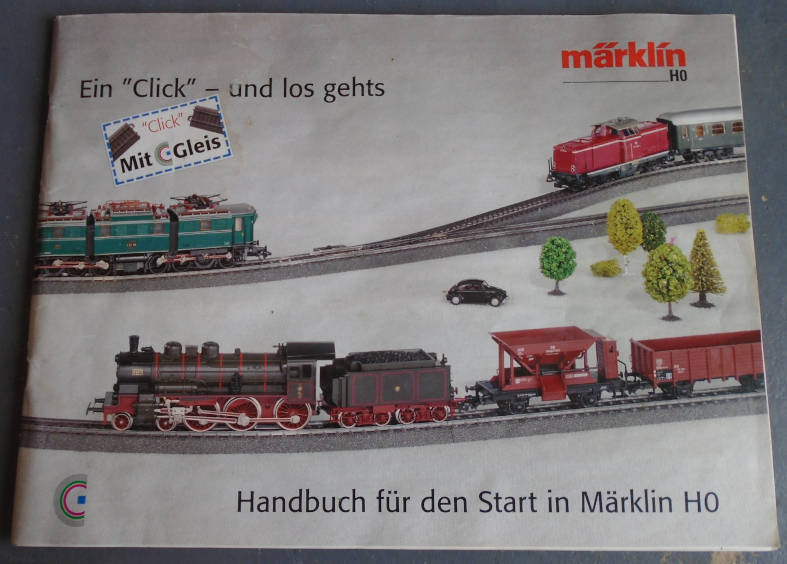 Ein "Click" – und los gehts
märklin
H0
"Click"
Mit C Gleis
Handbuch für den Start in Märklin H0